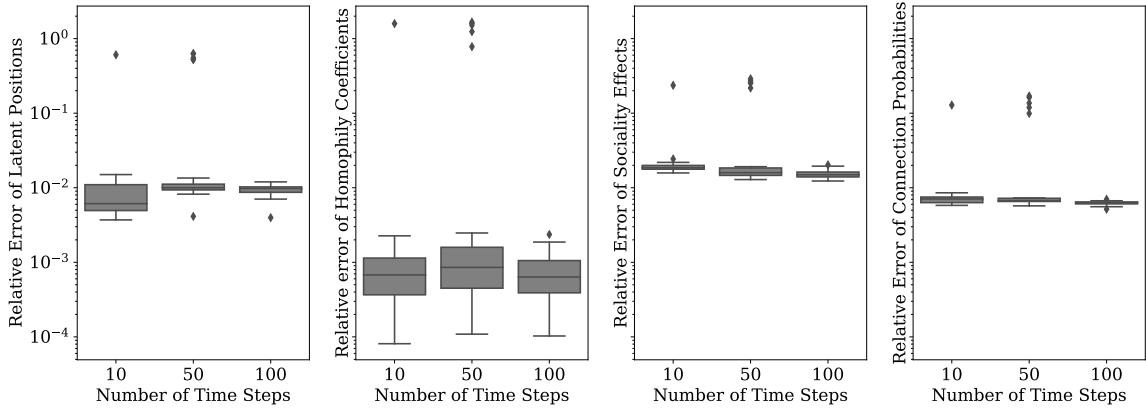 Relative Error of Latent Positions
10⁰
10⁻¹
10⁻²
10⁻³
10⁻⁴
10 50 100
Number of Time Steps
Relative error of Homophily Coefficients
10 50 100
Number of Time Steps
Relative Error of Sociality Effects
10 50 100
Number of Time Steps
Relative Error of Connection Probabilities
10 50 100
Number of Time Steps